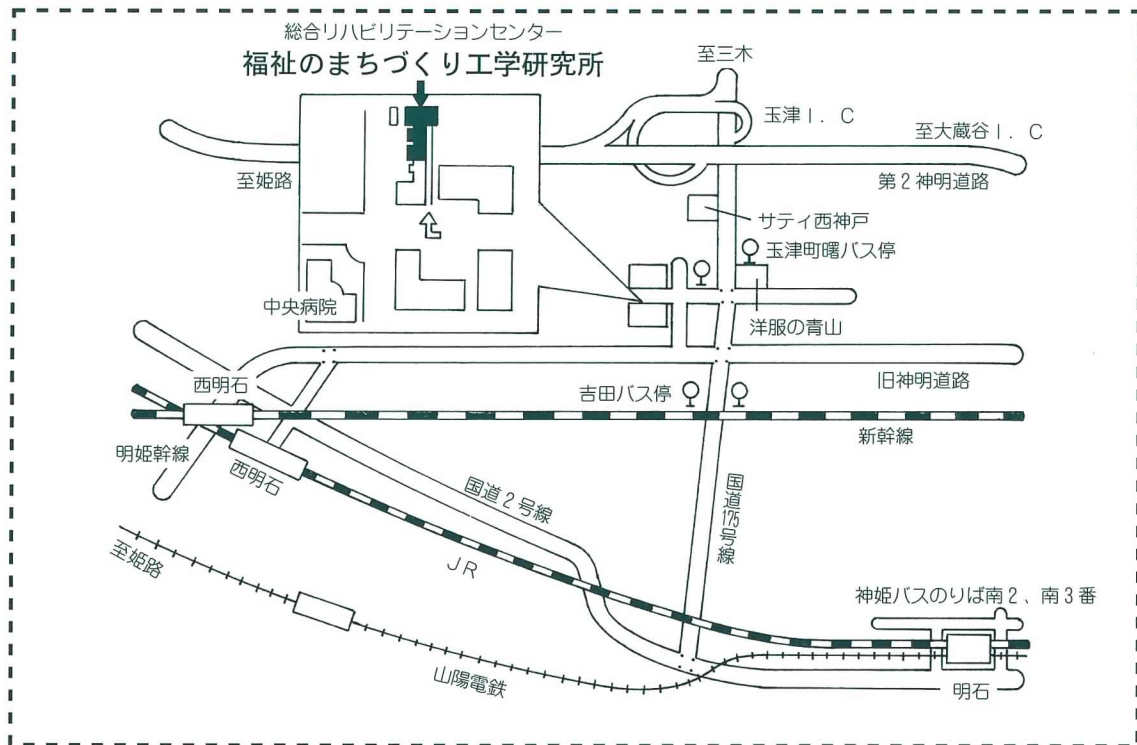 総合リハビリテーションセンター
福祉のまちづくり工学研究所
至三木
玉津I.C
至大蔵谷I.C
至姫路
第2神明道路
サティ西神戸
玉津町曙バス停
中央病院
洋服の青山
西明石
吉田バス停
旧神明道路
新幹線
明姫幹線
西明石
国道2号線
国道175号線
至姫路
JR
神姫バスのりば南2、南3番
山陽電鉄
明石